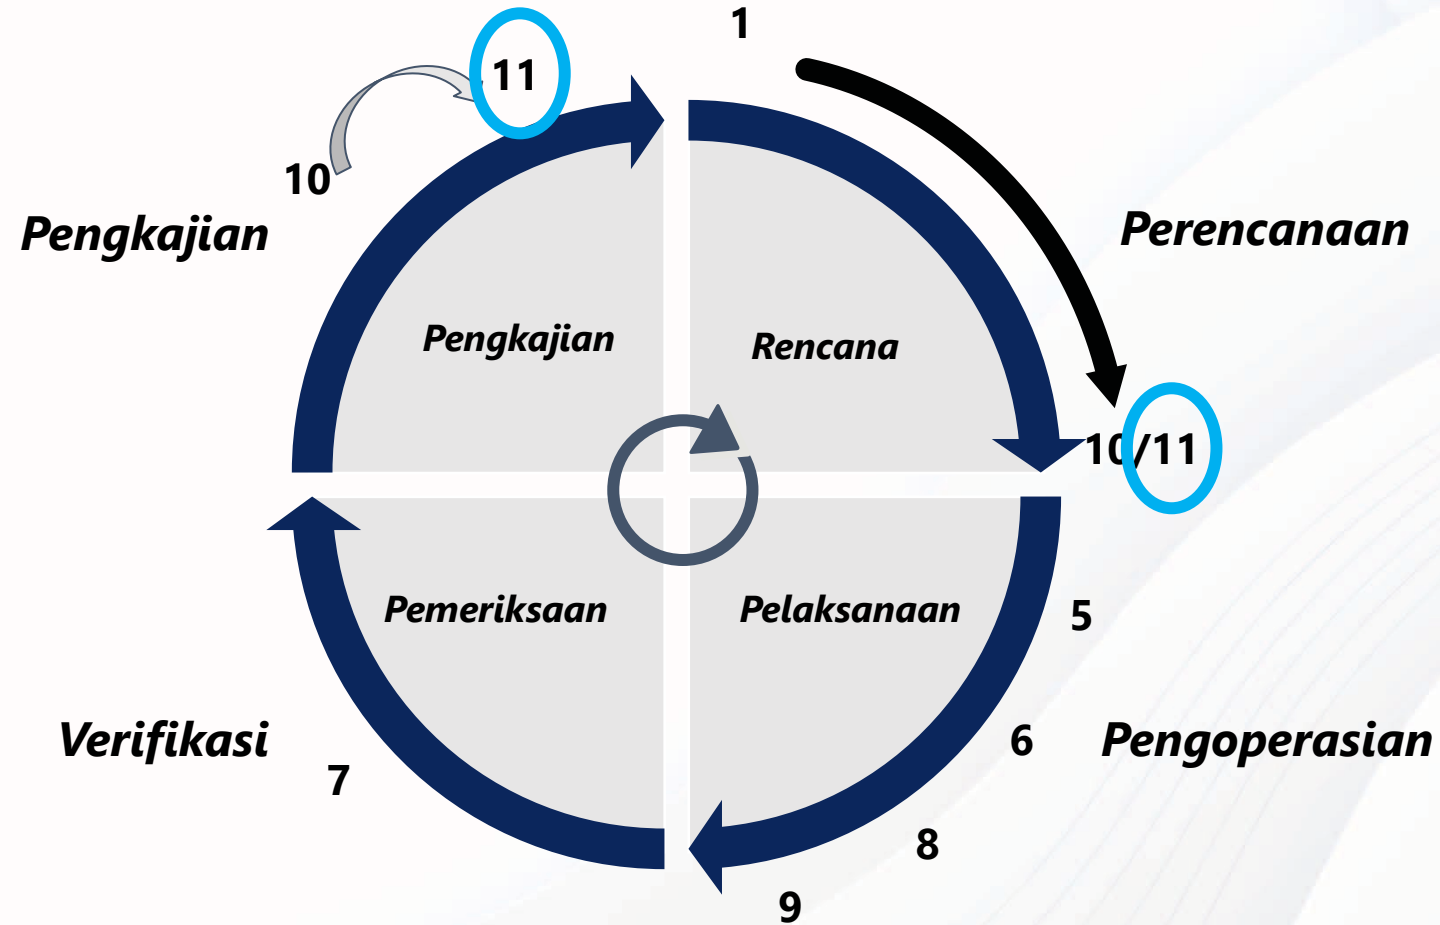 1
11
10
Pengkajian
Perencanaan
Pengkajian
Rencana
10/11
Pemeriksaan
Pelaksanaan
5
Verifikasi
6
Pengoperasian
7
8
9